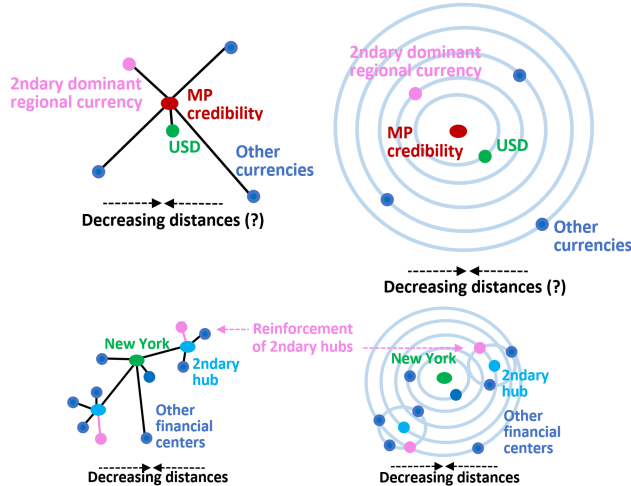 2ndary dominant
regional currency
MP
credibility
USD
Other
currencies
Decreasing distances (?)
2ndary dominant
regional currency
MP
credibility
USD
Other
currencies
Decreasing distances (?)
New York
2ndary
hub
Other
financial
centers
Decreasing distances
Reinforcement
of 2ndary hubs
New York
2ndary
hub
Other
financial
centers
Decreasing distances